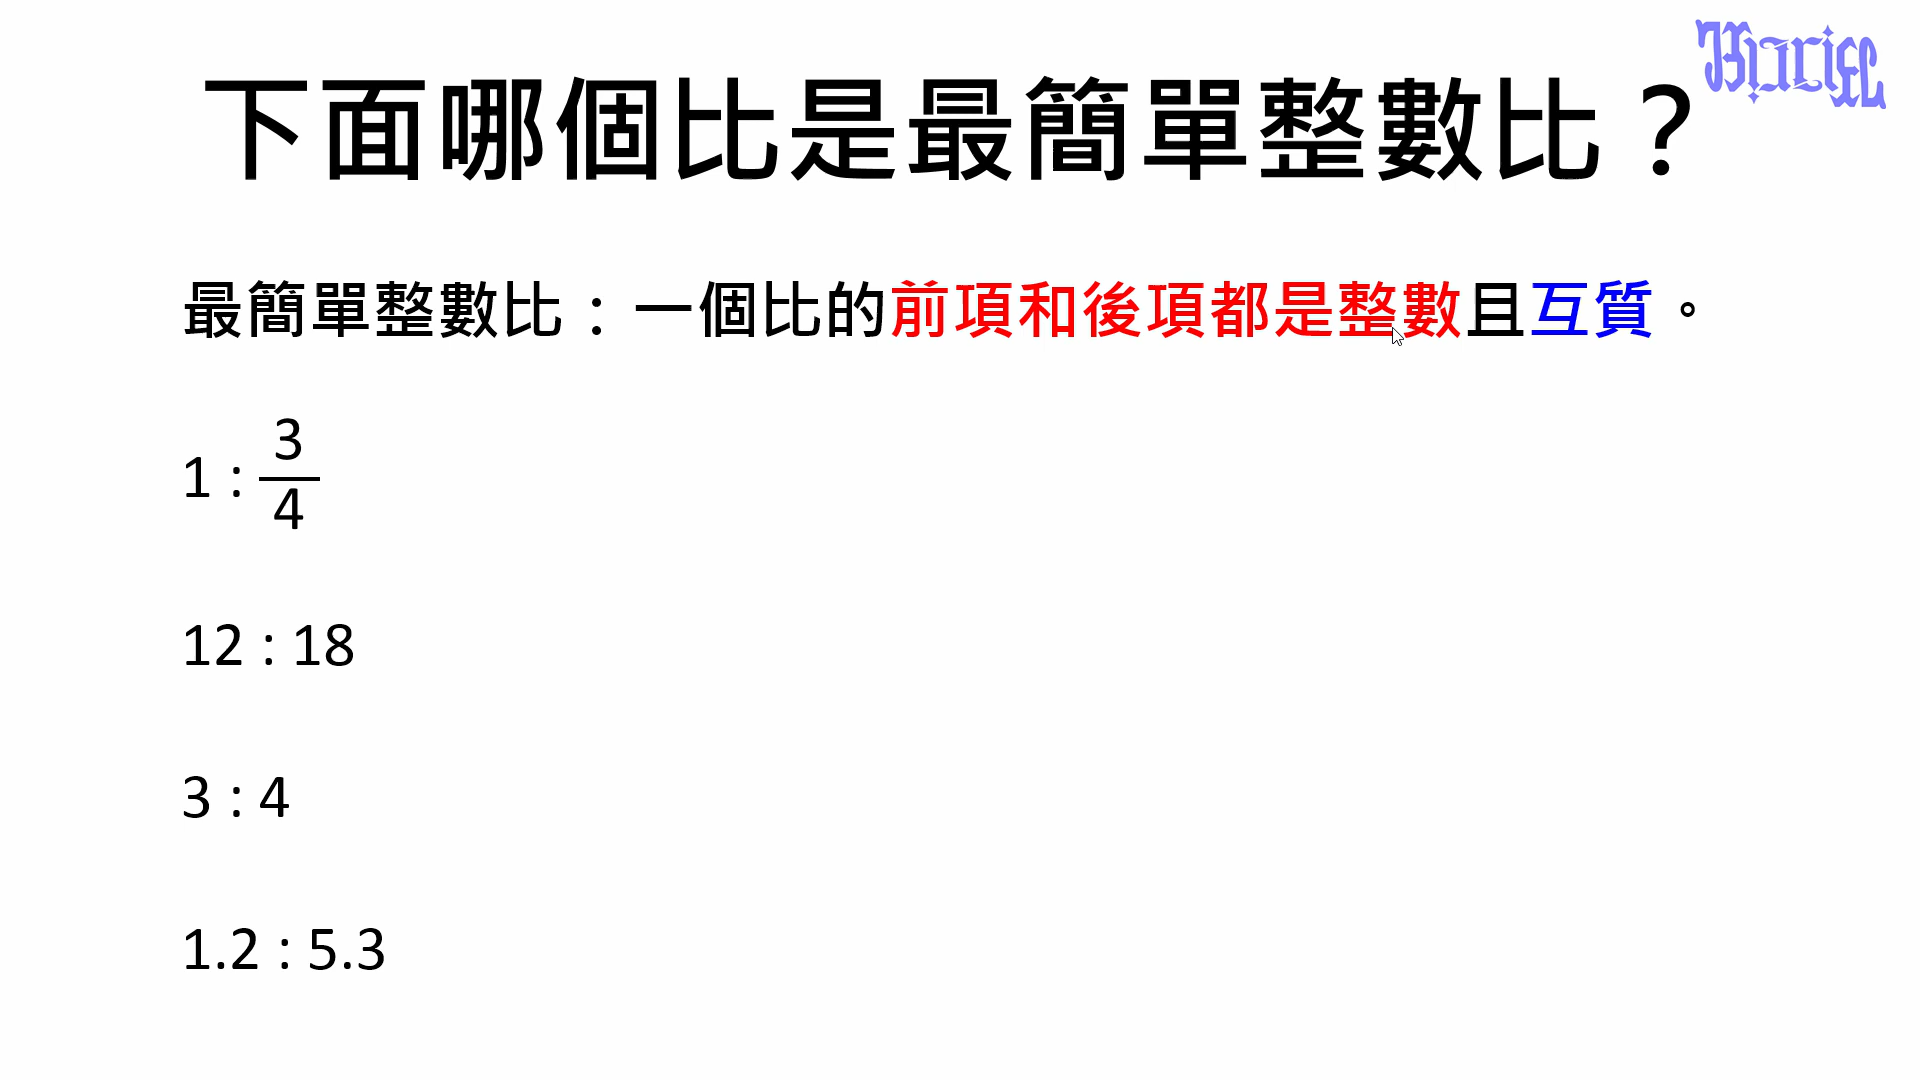 下面哪個比是最簡單整數比？
最簡單整數比：一個比的前項和後項都是整數且互質。
1 : 3/4
12 : 18
3 : 4
1.2 : 5.3